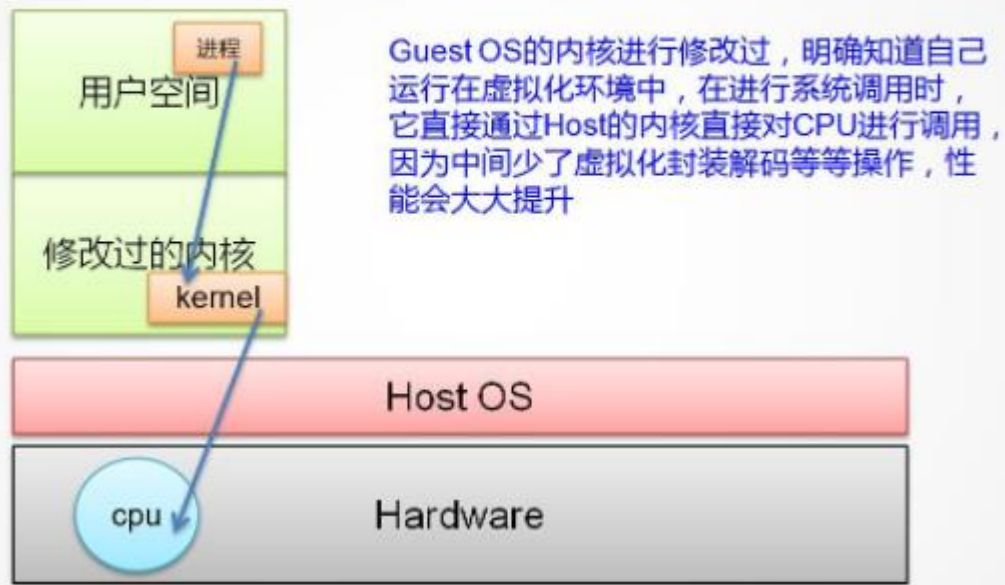 进程
用户空间
Guest OS的内核进行修改过，明确知道自己
运行在虚拟化环境中，在进行系统调用时，
它直接通过Host的内核直接对CPU进行调用，
因为中间少了虚拟化封装解码等等操作，性
能会大大提升
修改过的内核
kernel
Host OS
cpu
Hardware